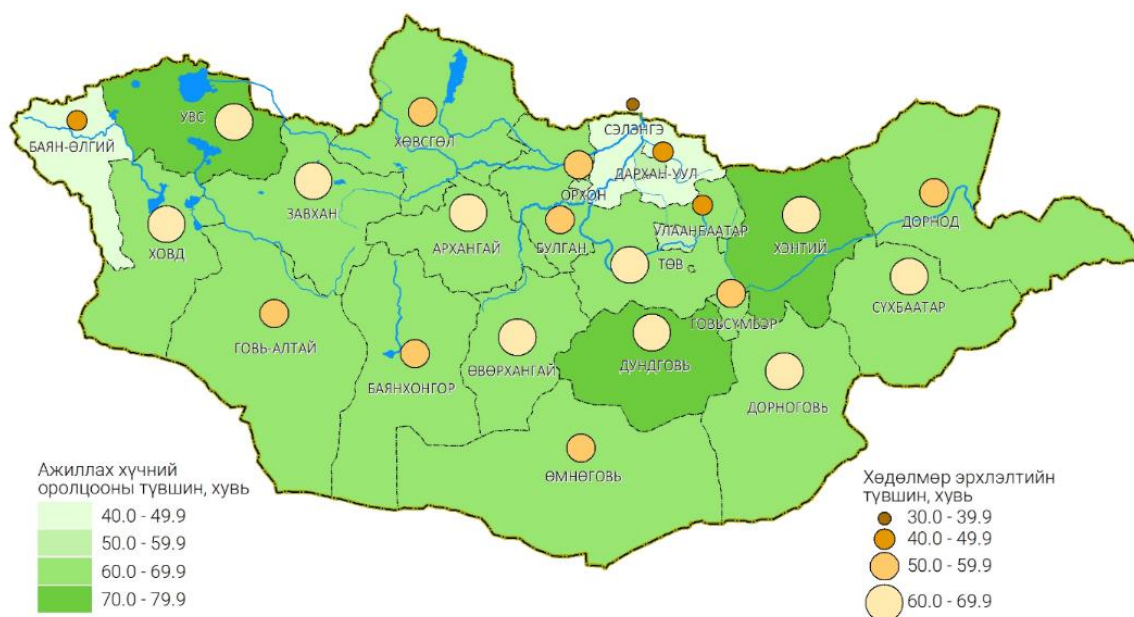 СЭЛЭНГЭ
УВС
БАЯН-ӨЛГИЙ
ХӨВСГӨЛ
ДАРХАН-УУЛ
ОРХОН
ЗАВХАН
АРХАНГАЙ
БУЛГАН
УЛААНБААТАР
ХЭНТИЙ
ДОРНОД
ХОВД
ТӨВ
СҮХБААТАР
ГОВЬСҮМБЭР
ГОВЬ-АЛТАЙ
БАЯНХОНГОР
ӨВӨРХАНГАЙ
ДУНДГОВЬ
ДОРНОГОВЬ
ӨМНӨГОВЬ
Ажиллах хүчний
оролцооны түвшин, хувь
40.0 - 49.9
50.0 - 59.9
60.0 - 69.9
70.0 - 79.9
Хөдөлмөр эрхлэлтийн
түвшин, хувь
30.0 - 39.9
40.0 - 49.9
50.0 - 59.9
60.0 - 69.9